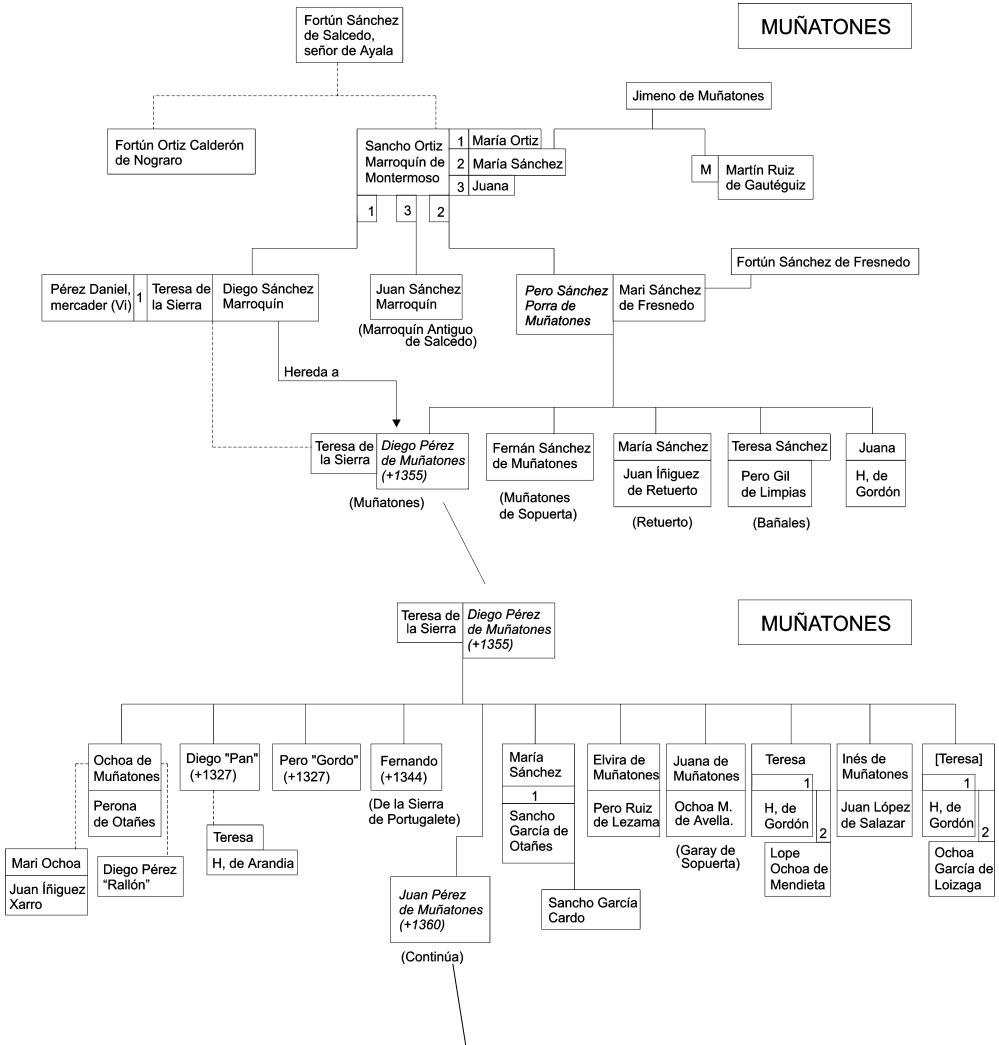 Fortún Sánchez
de Salcedo,
señor de Ayala
MUÑATONES
Jimeno de Muñatones
Fortún Ortiz Calderón
de Nograro
Sancho Ortiz
Marroquín de
Montermoso
1 María Ortiz
2 María Sánchez
3 Juana
M
Martín Ruiz
de Gautéguiz
1
3
2
Fortún Sánchez de Fresnedo
Pérez Daniel,
mercader (Vi)
1
Teresa de
la Sierra
Diego Sánchez
Marroquín
Juan Sánchez
Marroquín
(Marroquín Antiguo
de Salcedo)
Pero Sánchez
Porra de
Muñatones
Mari Sánchez
de Fresnedo
Hereda a
Teresa de
la Sierra
Diego Pérez
de Muñatones
(+1355)
(Muñatones)
Fernán Sánchez
de Muñatones
(Muñatones
de Sopuerta)
María Sánchez
Juan Íñiguez
de Retuerto
(Retuerto)
Teresa Sánchez
Pero Gil
de Limpias
(Bañales)
Juana
H, de
Gordón
Teresa de
la Sierra
Diego Pérez
de Muñatones
(+1355)
MUÑATONES
Ochoa de
Muñatones
Perona
de Otañes
Diego "Pan"
(+1327)
Pero "Gordo"
(+1327)
Fernando
(+1344)
(De la Sierra
de Portugalete)
María
Sánchez
1
Sancho
García de
Otañes
Elvira de
Muñatones
Pero Ruiz
de Lezama
Juana de
Muñatones
Ochoa M.
de Avella.
(Garay de
Sopuerta)
Teresa
1
H, de
Gordón
2
Lope
Ochoa de
Mendieta
Inés de
Muñatones
Juan López
de Salazar
[Teresa]
1
H, de
Gordón
2
Ochoa
García de
Loizaga
Mari Ochoa
Juan Íñiguez
Xarro
Diego Pérez
“Rallón”
Teresa
H, de Arandia
Juan Pérez
de Muñatones
(+1360)
(Continúa)
Sancho García
Cardo